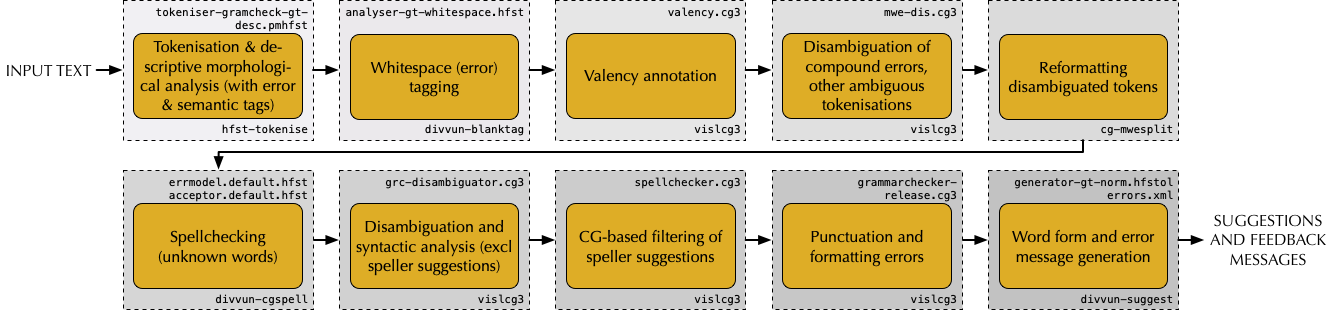 INPUT TEXT
tokeniser-gramcheck-gt-
desc.pmhfst
Tokenisation & de-
scriptive morphologi-
cal analysis (with error
& semantic tags)
hfst-tokenise
analyser-gt-whitespace.hfst
Whitespace (error)
tagging
divvun-blanktag
valency.cg3
Valency annotation
vislcg3
mwe-dis.cg3
Disambiguation of
compound errors,
other ambiguous
tokenisations
vislcg3
Reformatting
disambiguated tokens
cg-mwesplit
errmodel.default.hfst
acceptor.default.hfst
Spellchecking
(unknown words)
divvun-cgspell
grc-disambiguator.cg3
Disambiguation and
syntactic analysis (excl
speller suggestions)
vislcg3
spellchecker.cg3
CG-based filtering of
speller suggestions
vislcg3
grammarchecker-
release.cg3
Punctuation and
formatting errors
vislcg3
generator-gt-norm.hfstol
errors.xml
Word form and error
message generation
divvun-suggest
SUGGESTIONS
AND FEEDBACK
MESSAGES